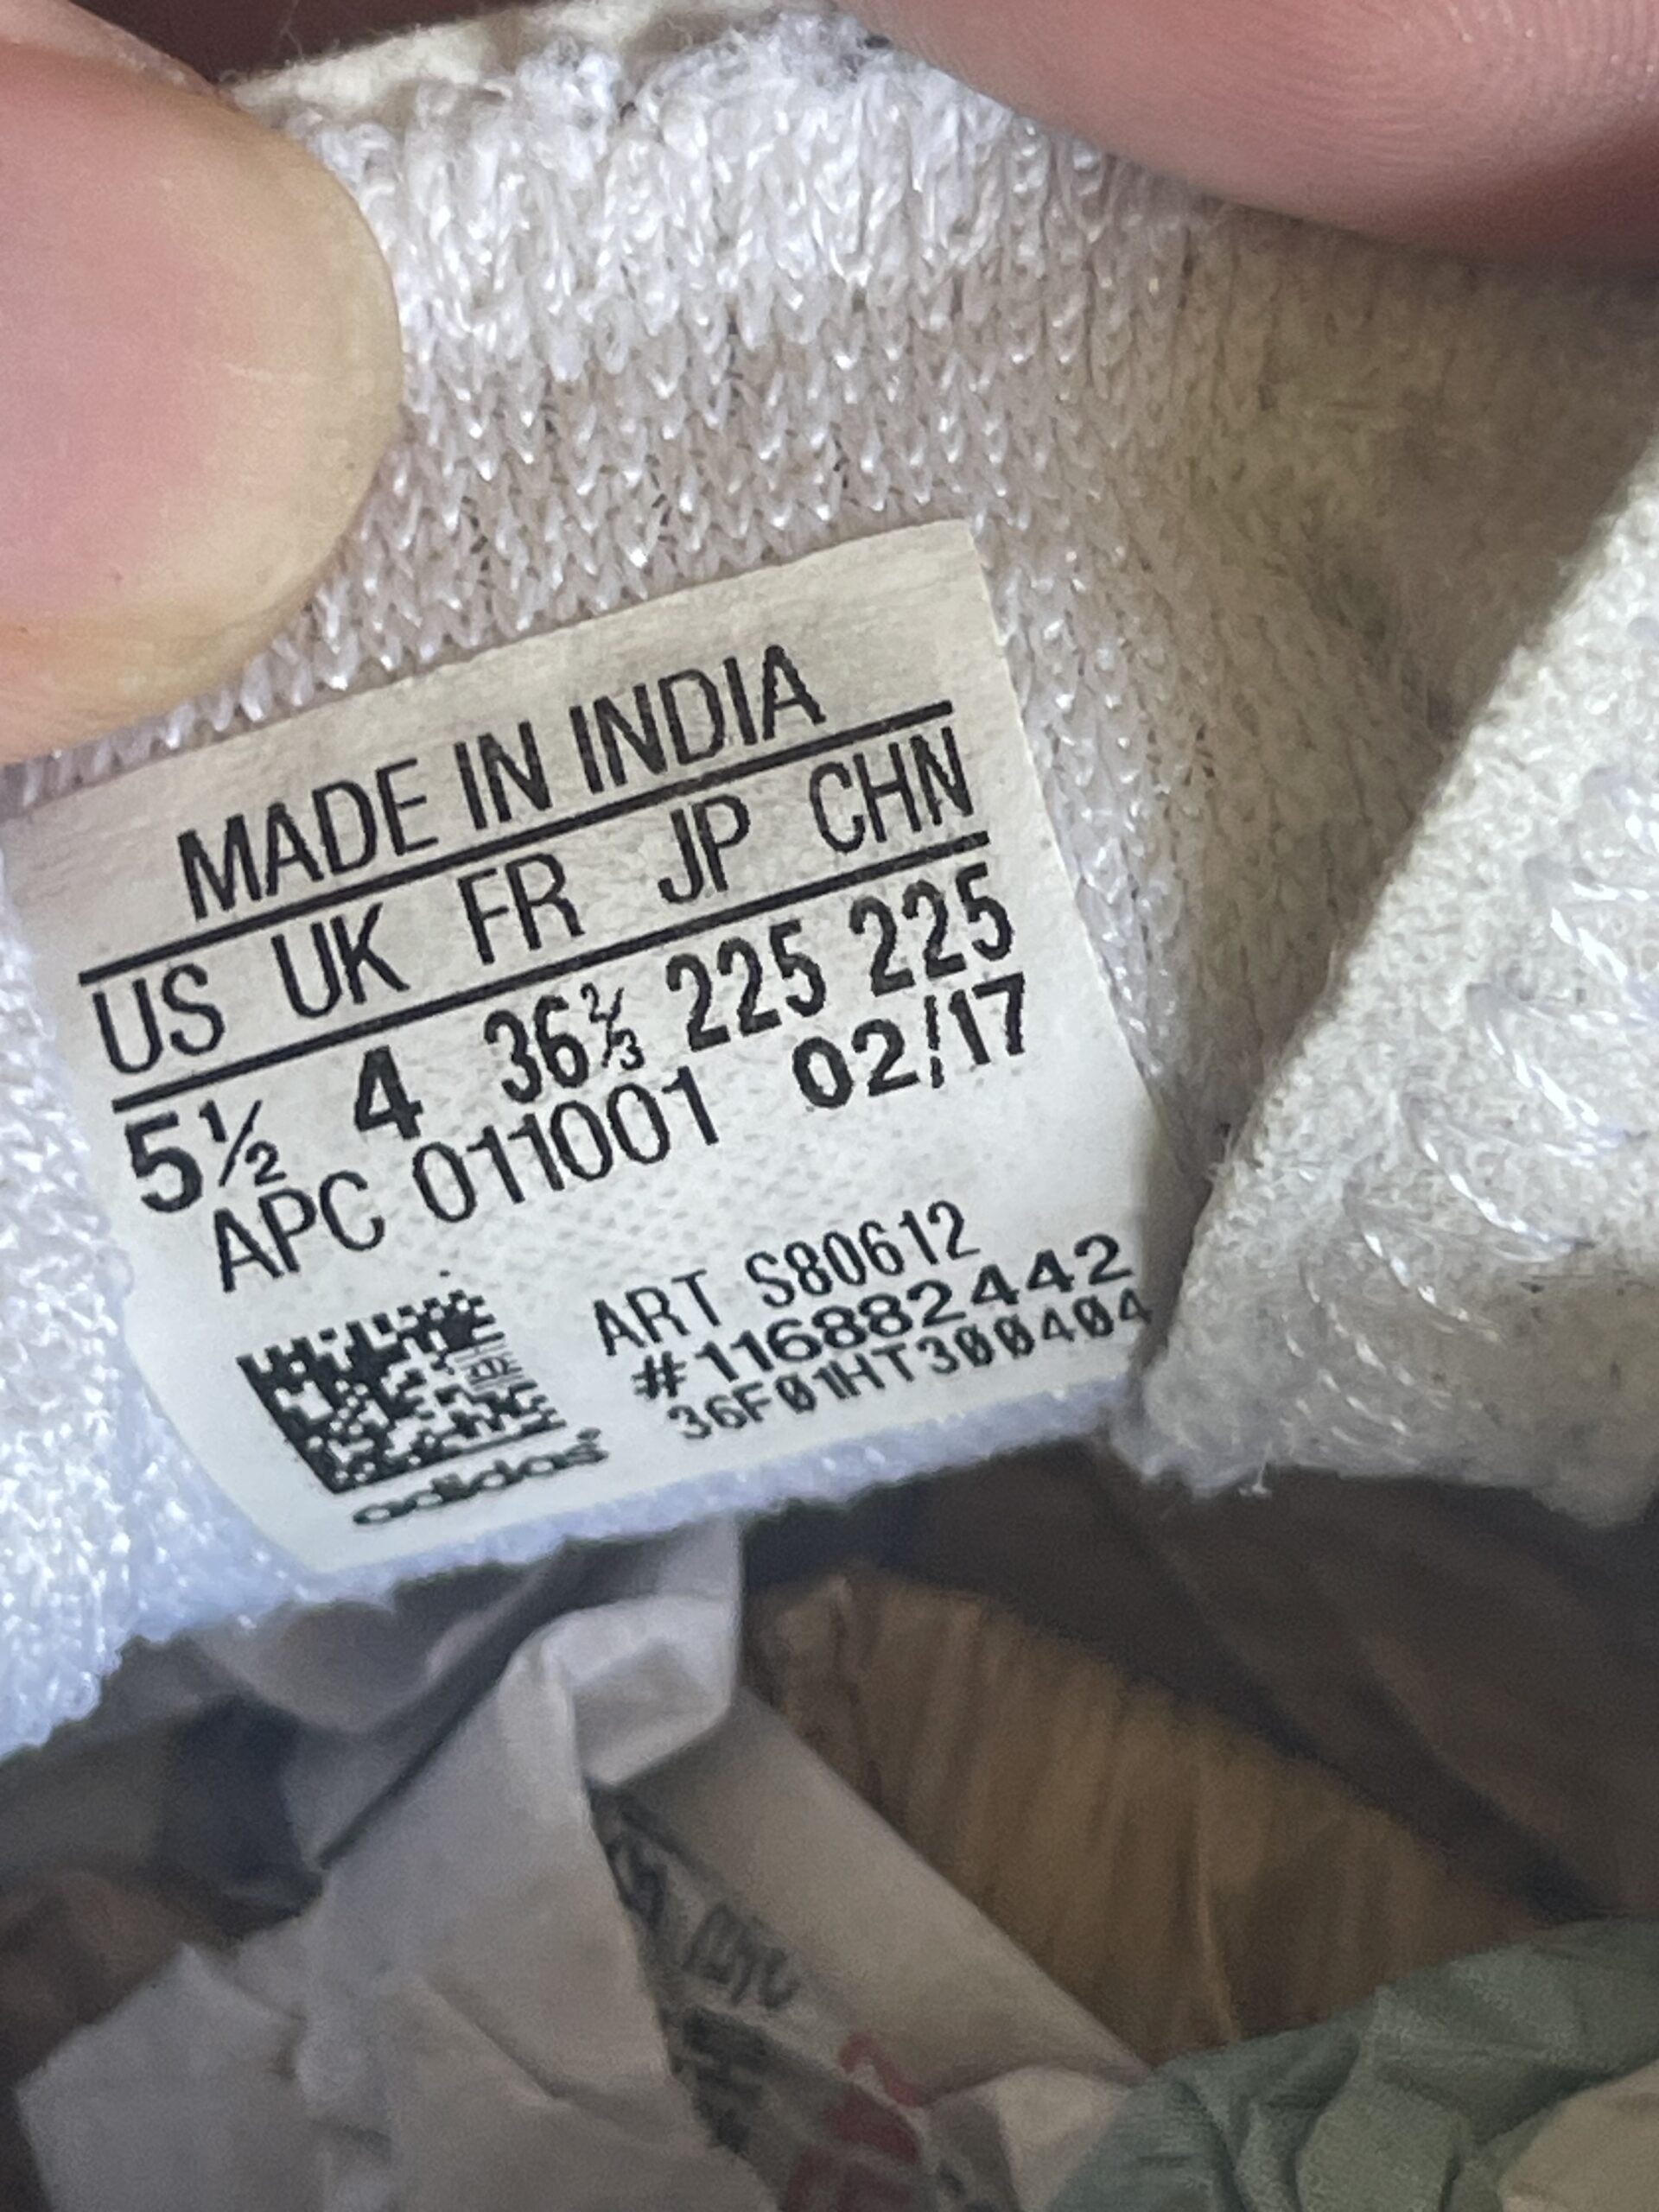 MADE IN INDIA
US UK FR JP CHN
5½ 4 36⅔ 225 225
APC 011001 02/17
ART S80612
#116882442
36F01HT300404
adidas